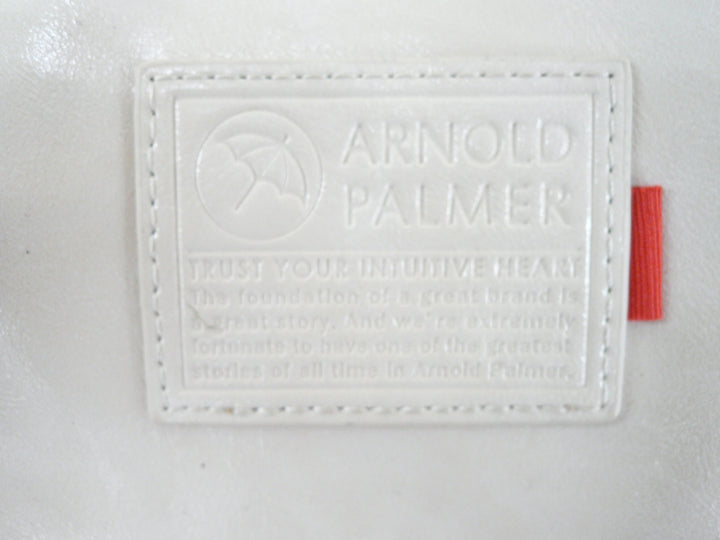 ARNOLD
PALMER
TRUST YOUR INTUITIVE HEART
The foundation of a great brand is
a great story. And we're extremely
fortunate to have one of the greatest
stories of all time in Arnold Palmer.